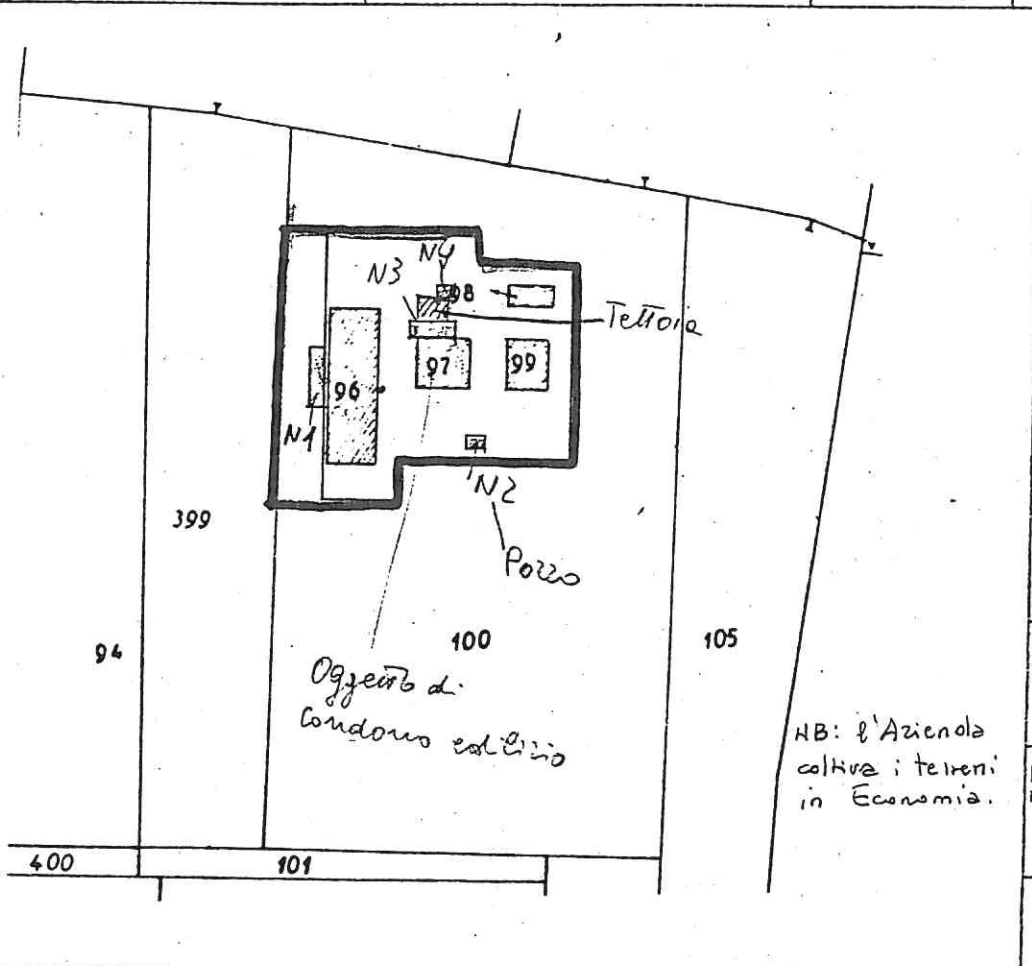 N4
N3
98
Tettoia
97
99
96
N1
N2
399
Pozzo
100
105
94
Oggetto di
condono edilizio
NB: l'Azienda
coltiva i terreni
in Economia.
400
101